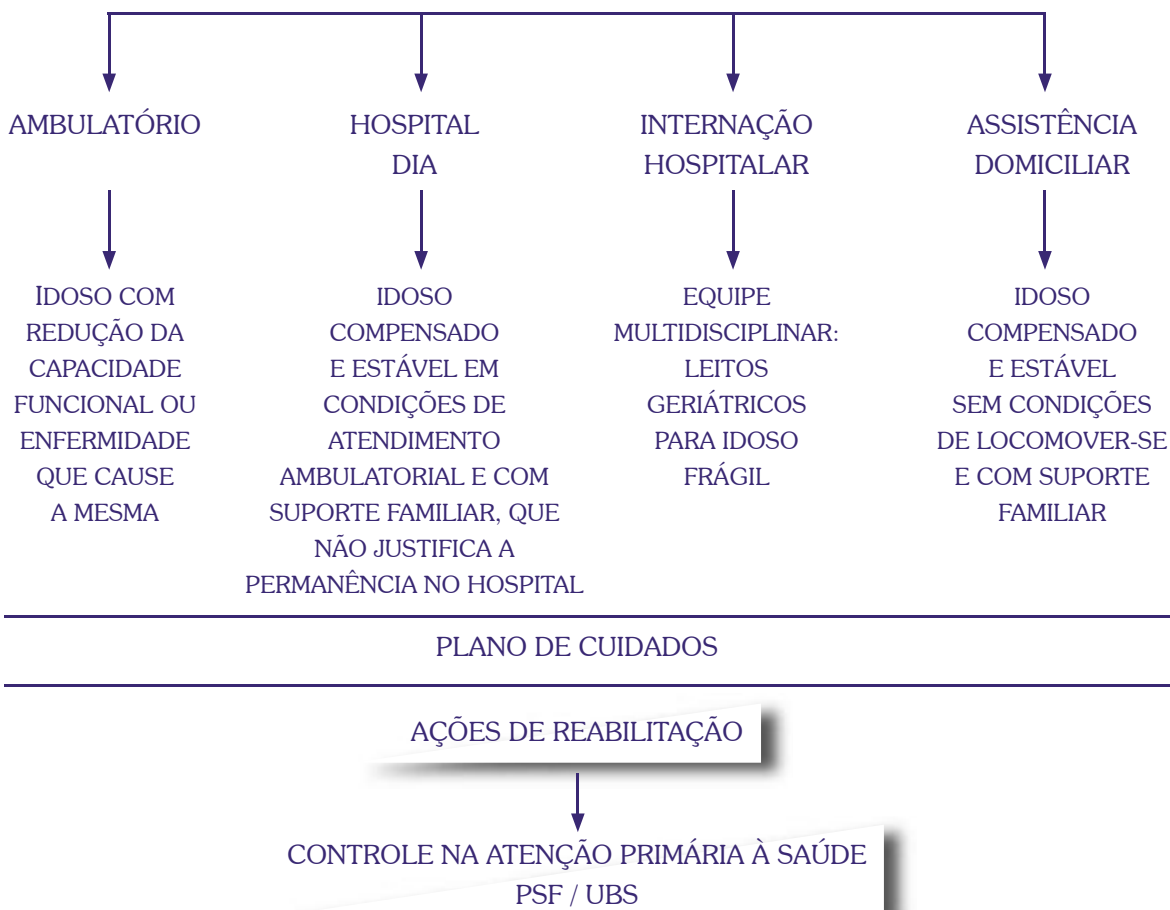 AMBULATÓRIO
IDOSO COM
REDUÇÃO DA
CAPACIDADE
FUNCIONAL OU
ENFERMIDADE
QUE CAUSE
A MESMA
HOSPITAL
DIA
IDOSO
COMPENSADO
E ESTÁVEL EM
CONDIÇÕES DE
ATENDIMENTO
AMBULATORIAL E COM
SUPORTE FAMILIAR, QUE
NÃO JUSTIFICA A
PERMANÊNCIA NO HOSPITAL
INTERNAÇÃO
HOSPITALAR
EQUIPE
MULTIDISCIPLINAR:
LEITOS
GERIÁTRICOS
PARA IDOSO
FRÁGIL
ASSISTÊNCIA
DOMICILIAR
IDOSO
COMPENSADO
E ESTÁVEL
SEM CONDIÇÕES
DE LOCOMOVER-SE
E COM SUPORTE
FAMILIAR
PLANO DE CUIDADOS
AÇÕES DE REABILITAÇÃO
CONTROLE NA ATENÇÃO PRIMÁRIA À SAÚDE
PSF / UBS